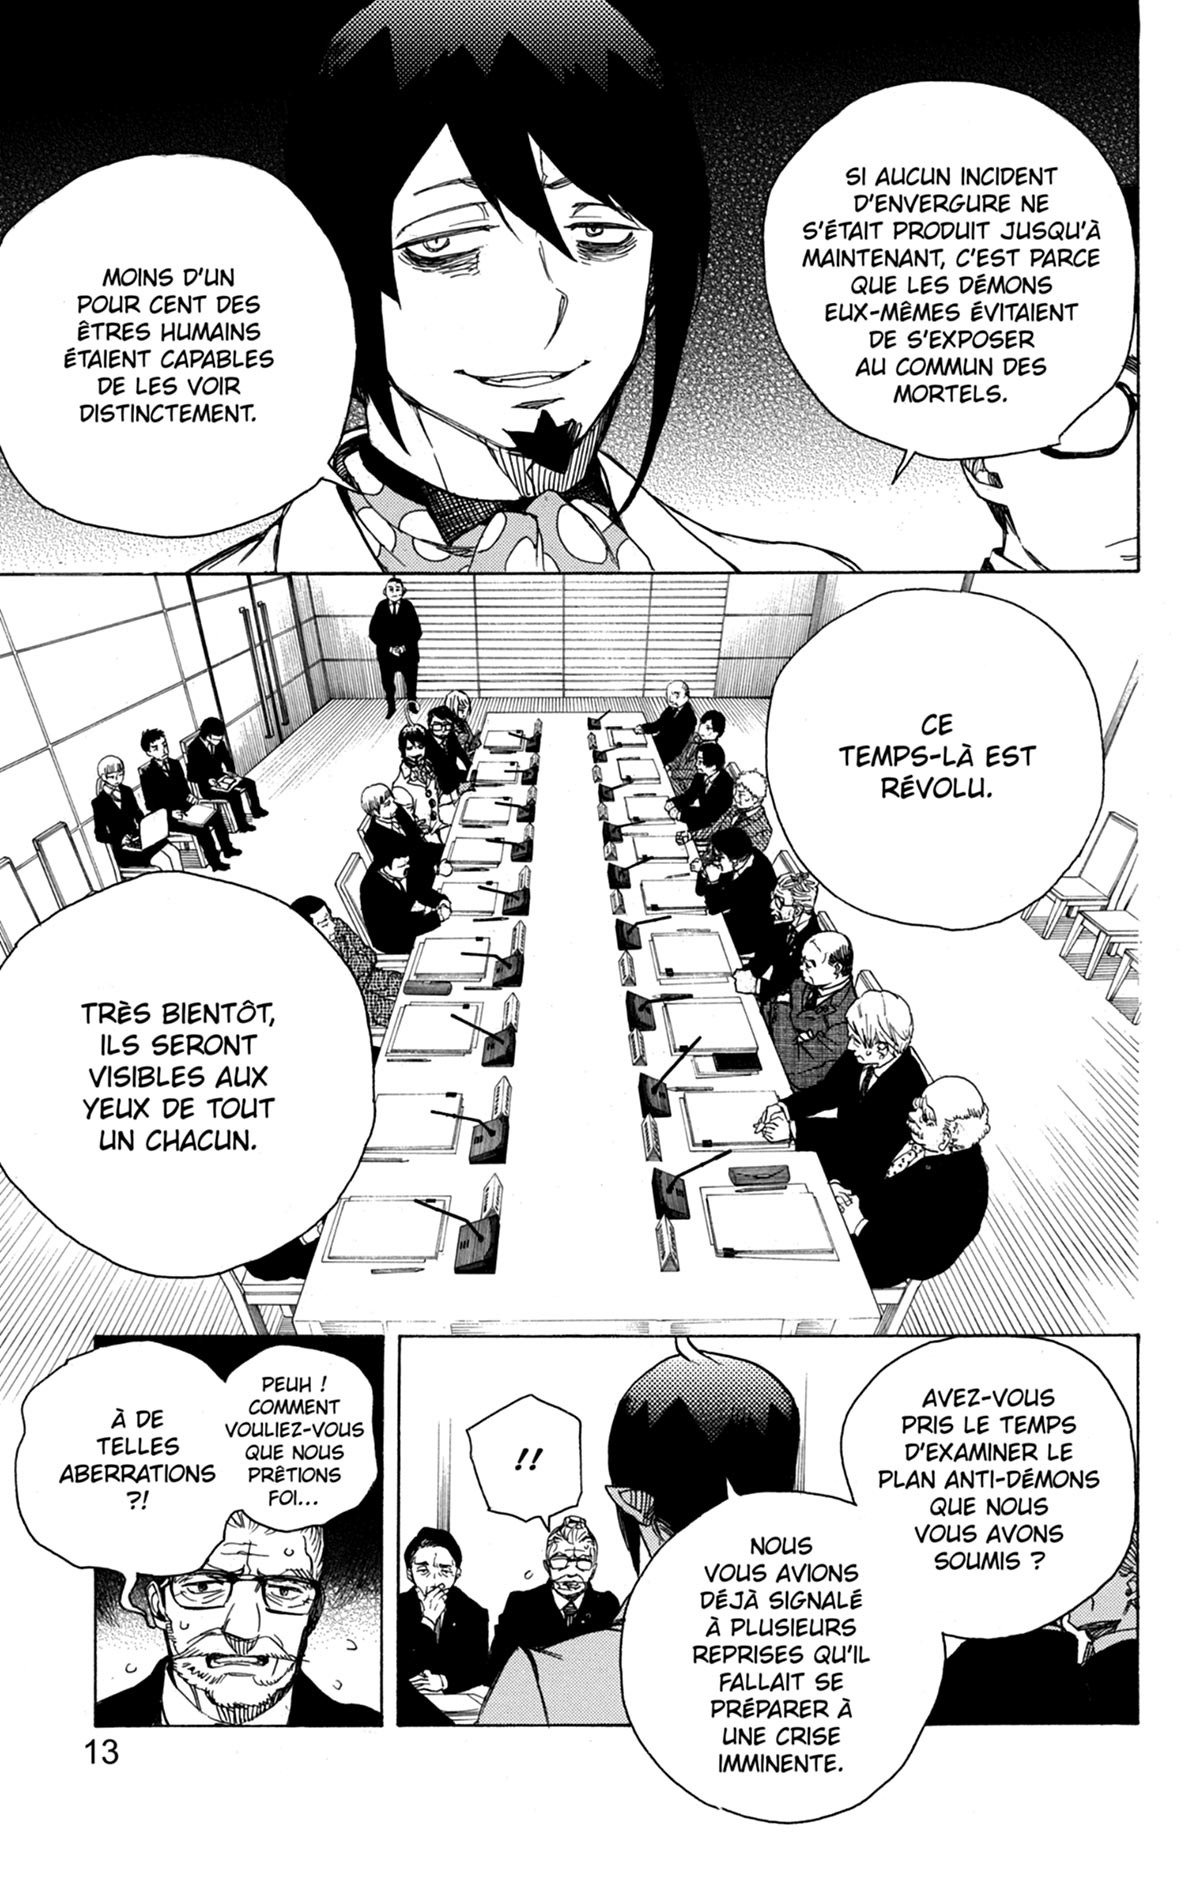 SI AUCUN INCIDENT
D'ENVERGURE NE
S'ÉTAIT PRODUIT JUSQU'À
MAINTENANT, C'EST PARCE
QUE LES DÉMONS
EUX-MÊMES ÉVITAIENT
DE S'EXPOSER
AU COMMUN DES
MORTELS.
MOINS D'UN
POUR CENT DES
ÊTRES HUMAINS
ÉTAIENT CAPABLES
DE LES VOIR
DISTINCTEMENT.
CE
TEMPS-LÀ EST
RÉVOLU.
TRÈS BIENTÔT,
ILS SERONT
VISIBLES AUX
YEUX DE TOUT
UN CHACUN.
AVEZ-VOUS
PRIS LE TEMPS
D'EXAMINER LE
PLAN ANTI-DÉMONS
QUE NOUS
VOUS AVONS
SOUMIS ?
NOUS
VOUS AVIONS
DÉJÀ SIGNALÉ
À PLUSIEURS
REPRISES QU'IL
FALLAIT SE
PRÉPARER À
UNE CRISE
IMMINENTE.
!!
PEUH !
COMMENT
VOULIEZ-VOUS
QUE NOUS
PRÊTIONS
FOI...
À DE
TELLES
ABERRATIONS
?!
13